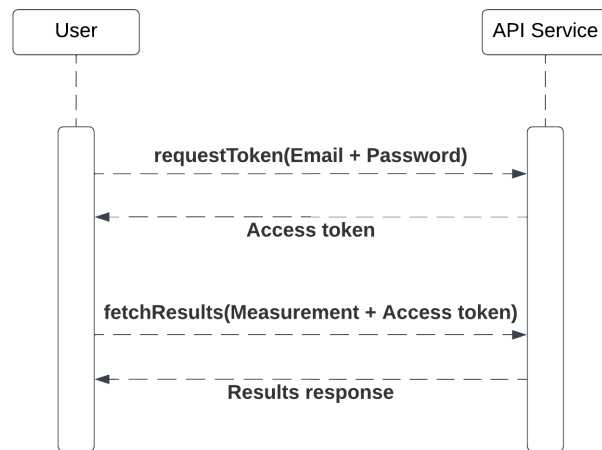 User
API Service
requestToken(Email + Password)
Access token
fetchResults(Measurement + Access token)
Results response